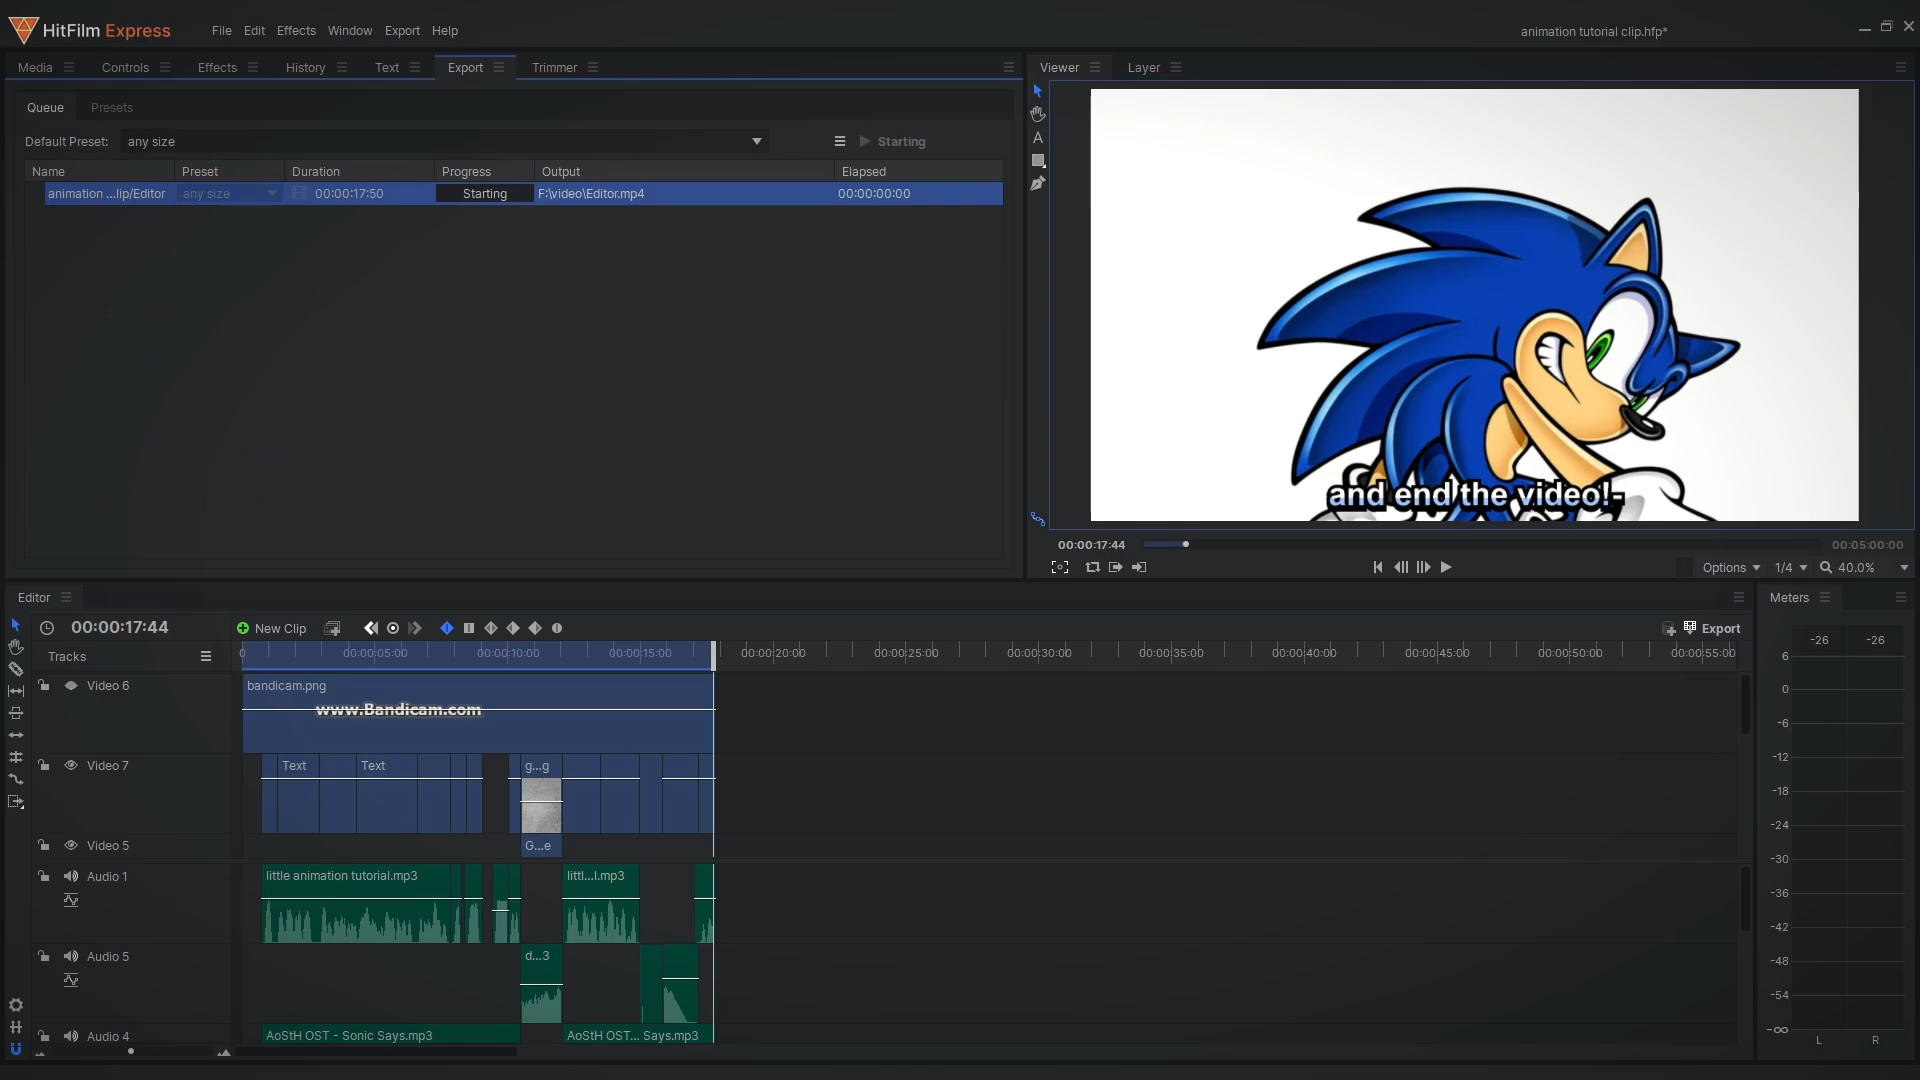 HitFilm Express
File Edit Effects Window Export Help
animation tutorial clip.hfp*
Media Controls Effects History Text Export Trimmer
Queue Presets
Default Preset: any size
Starting
Name Preset Duration Progress Output Elapsed
animation ...lip/Editor any size 00:00:17:50 Starting F:\video\Editor.mp4 00:00:00:00
Viewer Layer
A
and end the video!
00:00:17:44 00:05:00:00
Options 1/4 40.0%
Editor
00:00:17:44 New Clip Export
Tracks
0 00:00:05:00 00:00:10:00 00:00:15:00 00:00:20:00 00:00:25:00 00:00:30:00 00:00:35:00 00:00:40:00 00:00:45:00 00:00:50:00 00:00:55:00
Video 6 bandicam.png
www.Bandicam.com
Video 7 Text Text g...g
Video 5 G...e
Audio 1 little animation tutorial.mp3 littl...l.mp3
Audio 5 d...3
Audio 4 AoStH OST - Sonic Says.mp3 AoStH OST... Says.mp3
Meters
-26 -26
6
0
-6
-12
-18
-24
-30
-36
-42
-48
-54
-∞
L R